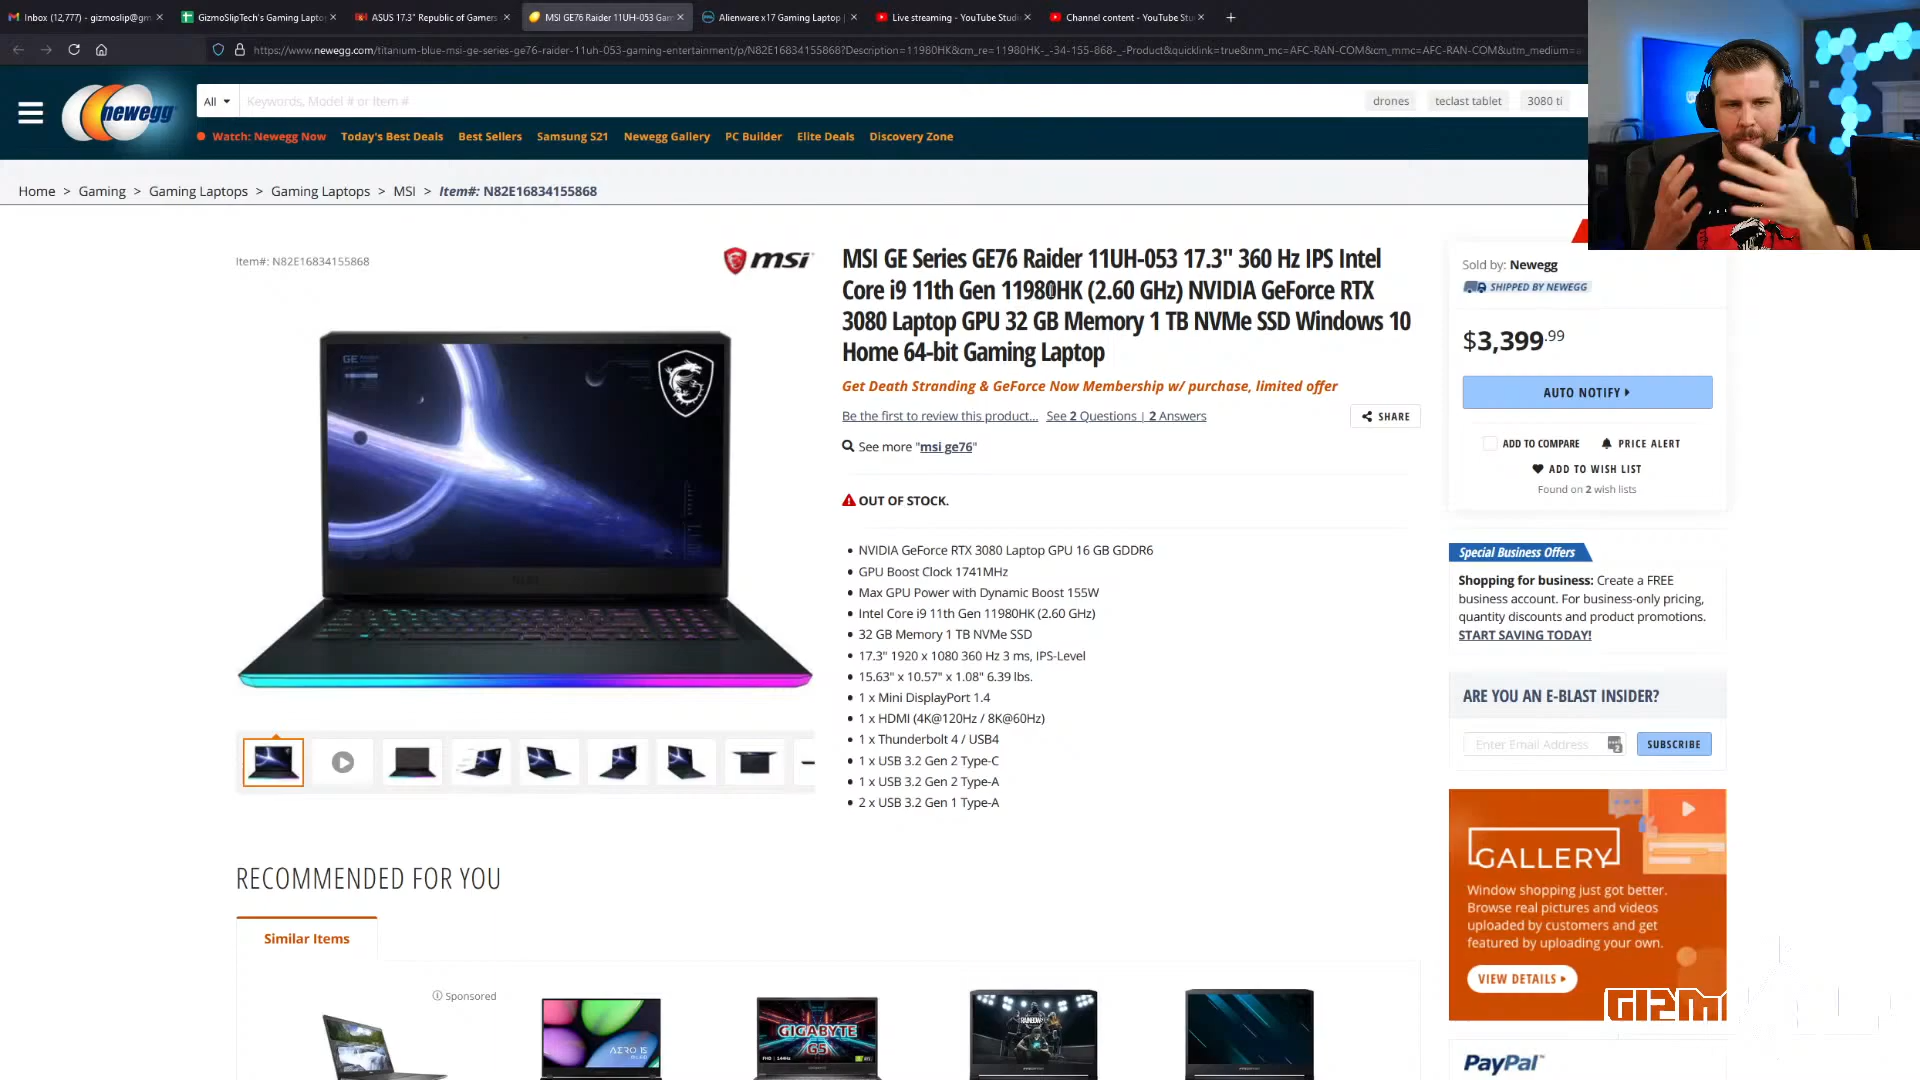 Inbox (12,777) - gizmoslip@gm
GizmoSlipTech's Gaming Lapto
ASUS 17.3" Republic of Gamers
MSI GE76 Raider 11UH-053 Gam
Alienware x17 Gaming Laptop |
Live streaming - YouTube Studi
Channel content - YouTube Stu
https://www.newegg.com/titanium-blue-msi-ge-series-ge76-raider-11uh-053-gaming-entertainment/p/N82E16834155868?Description=11980HK&cm_re=11980HK-_-34-155-868-_-Product&quicklink=true&nm_mc=AFC-RAN-COM&cm_mmc=AFC-RAN-COM&utm_medium=a
newegg
All
Keywords, Model # or Item #
drones
teclast tablet
3080 ti
Watch: Newegg Now
Today's Best Deals
Best Sellers
Samsung S21
Newegg Gallery
PC Builder
Elite Deals
Discovery Zone
Home > Gaming > Gaming Laptops > Gaming Laptops > MSI > Item#: N82E16834155868
Item#: N82E16834155868
msi
MSI GE Series GE76 Raider 11UH-053 17.3" 360 Hz IPS Intel
Core i9 11th Gen 11980HK (2.60 GHz) NVIDIA GeForce RTX
3080 Laptop GPU 32 GB Memory 1 TB NVMe SSD Windows 10
Home 64-bit Gaming Laptop
Get Death Stranding & GeForce Now Membership w/ purchase, limited offer
Be the first to review this product...
See 2 Questions | 2 Answers
SHARE
See more "msi ge76"
OUT OF STOCK.
NVIDIA GeForce RTX 3080 Laptop GPU 16 GB GDDR6
GPU Boost Clock 1741MHz
Max GPU Power with Dynamic Boost 155W
Intel Core i9 11th Gen 11980HK (2.60 GHz)
32 GB Memory 1 TB NVMe SSD
17.3" 1920 x 1080 360 Hz 3 ms, IPS-Level
15.63" x 10.57" x 1.08" 6.39 lbs.
1 x Mini DisplayPort 1.4
1 x HDMI (4K@120Hz / 8K@60Hz)
1 x Thunderbolt 4 / USB4
1 x USB 3.2 Gen 2 Type-C
1 x USB 3.2 Gen 2 Type-A
2 x USB 3.2 Gen 1 Type-A
Sold by: Newegg
SHIPPED BY NEWEGG
$3,399.99
AUTO NOTIFY
ADD TO COMPARE
PRICE ALERT
ADD TO WISH LIST
Found on 2 wish lists
Special Business Offers
Shopping for business: Create a FREE
business account. For business-only pricing,
quantity discounts and product promotions.
START SAVING TODAY!
ARE YOU AN E-BLAST INSIDER?
Enter Email Address
SUBSCRIBE
GALLERY
Window shopping just got better.
Browse real pictures and videos
uploaded by customers and get
featured by uploading your own.
VIEW DETAILS
PayPal
RECOMMENDED FOR YOU
Similar Items
Sponsored
AERO 15
GIGABYTE
G5